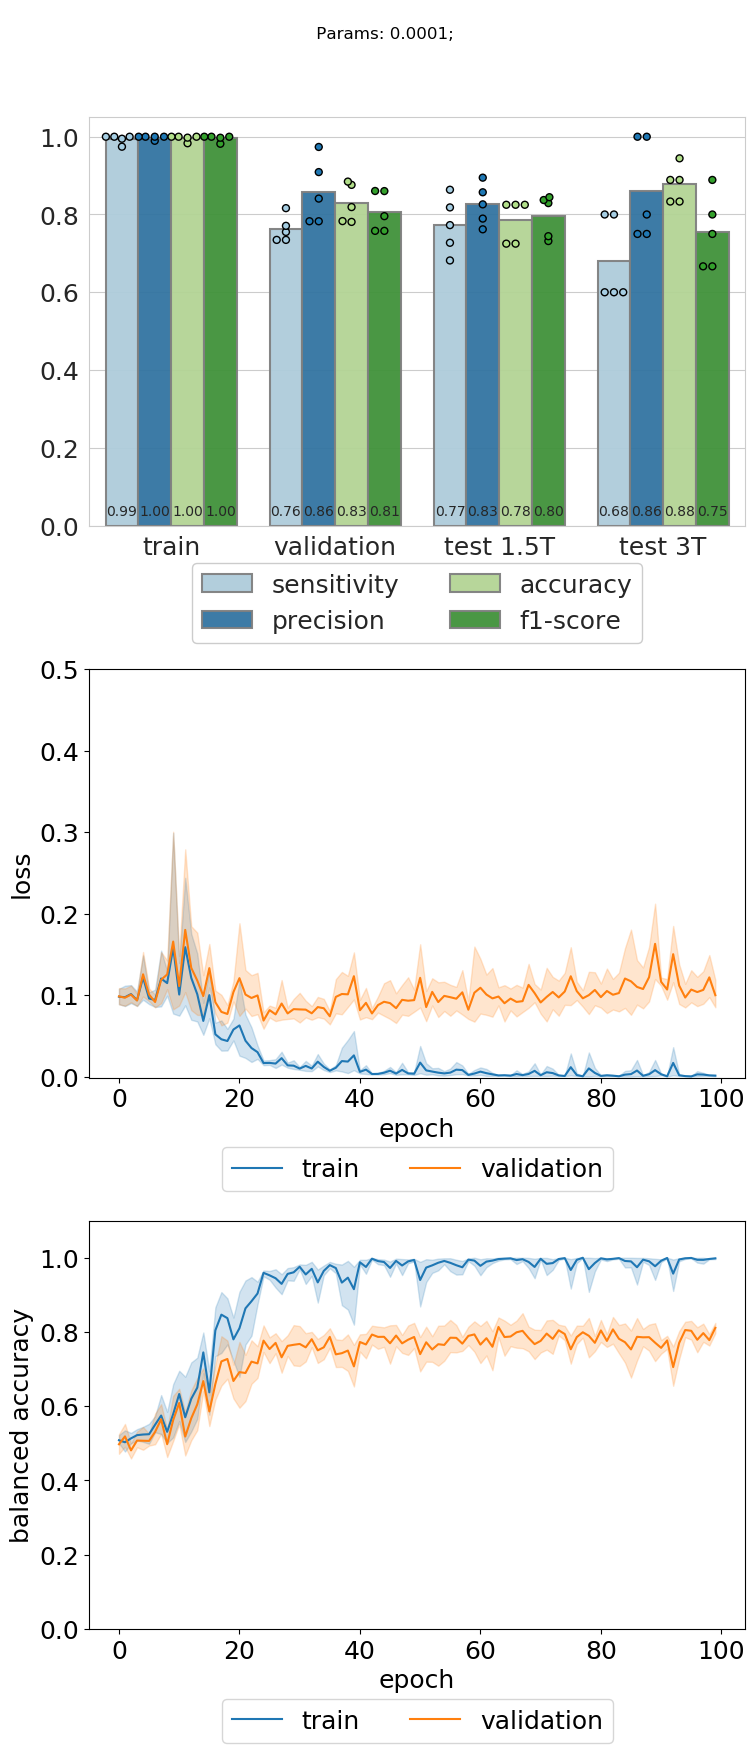 Params: 0.0001;
1.0
0.8
0.6
0.4
0.2
0.0
0.99 1.00 1.00 1.00 0.76 0.86 0.83 0.81 0.77 0.83 0.78 0.80 0.68 0.86 0.88 0.75
train validation test 1.5T test 3T
sensitivity accuracy
precision f1-score
0.5
0.4
0.3
0.2
0.1
0.0
loss
0 20 40 60 80 100
epoch
train validation
1.0
0.8
0.6
0.4
0.2
0.0
balanced accuracy
0 20 40 60 80 100
epoch
train validation